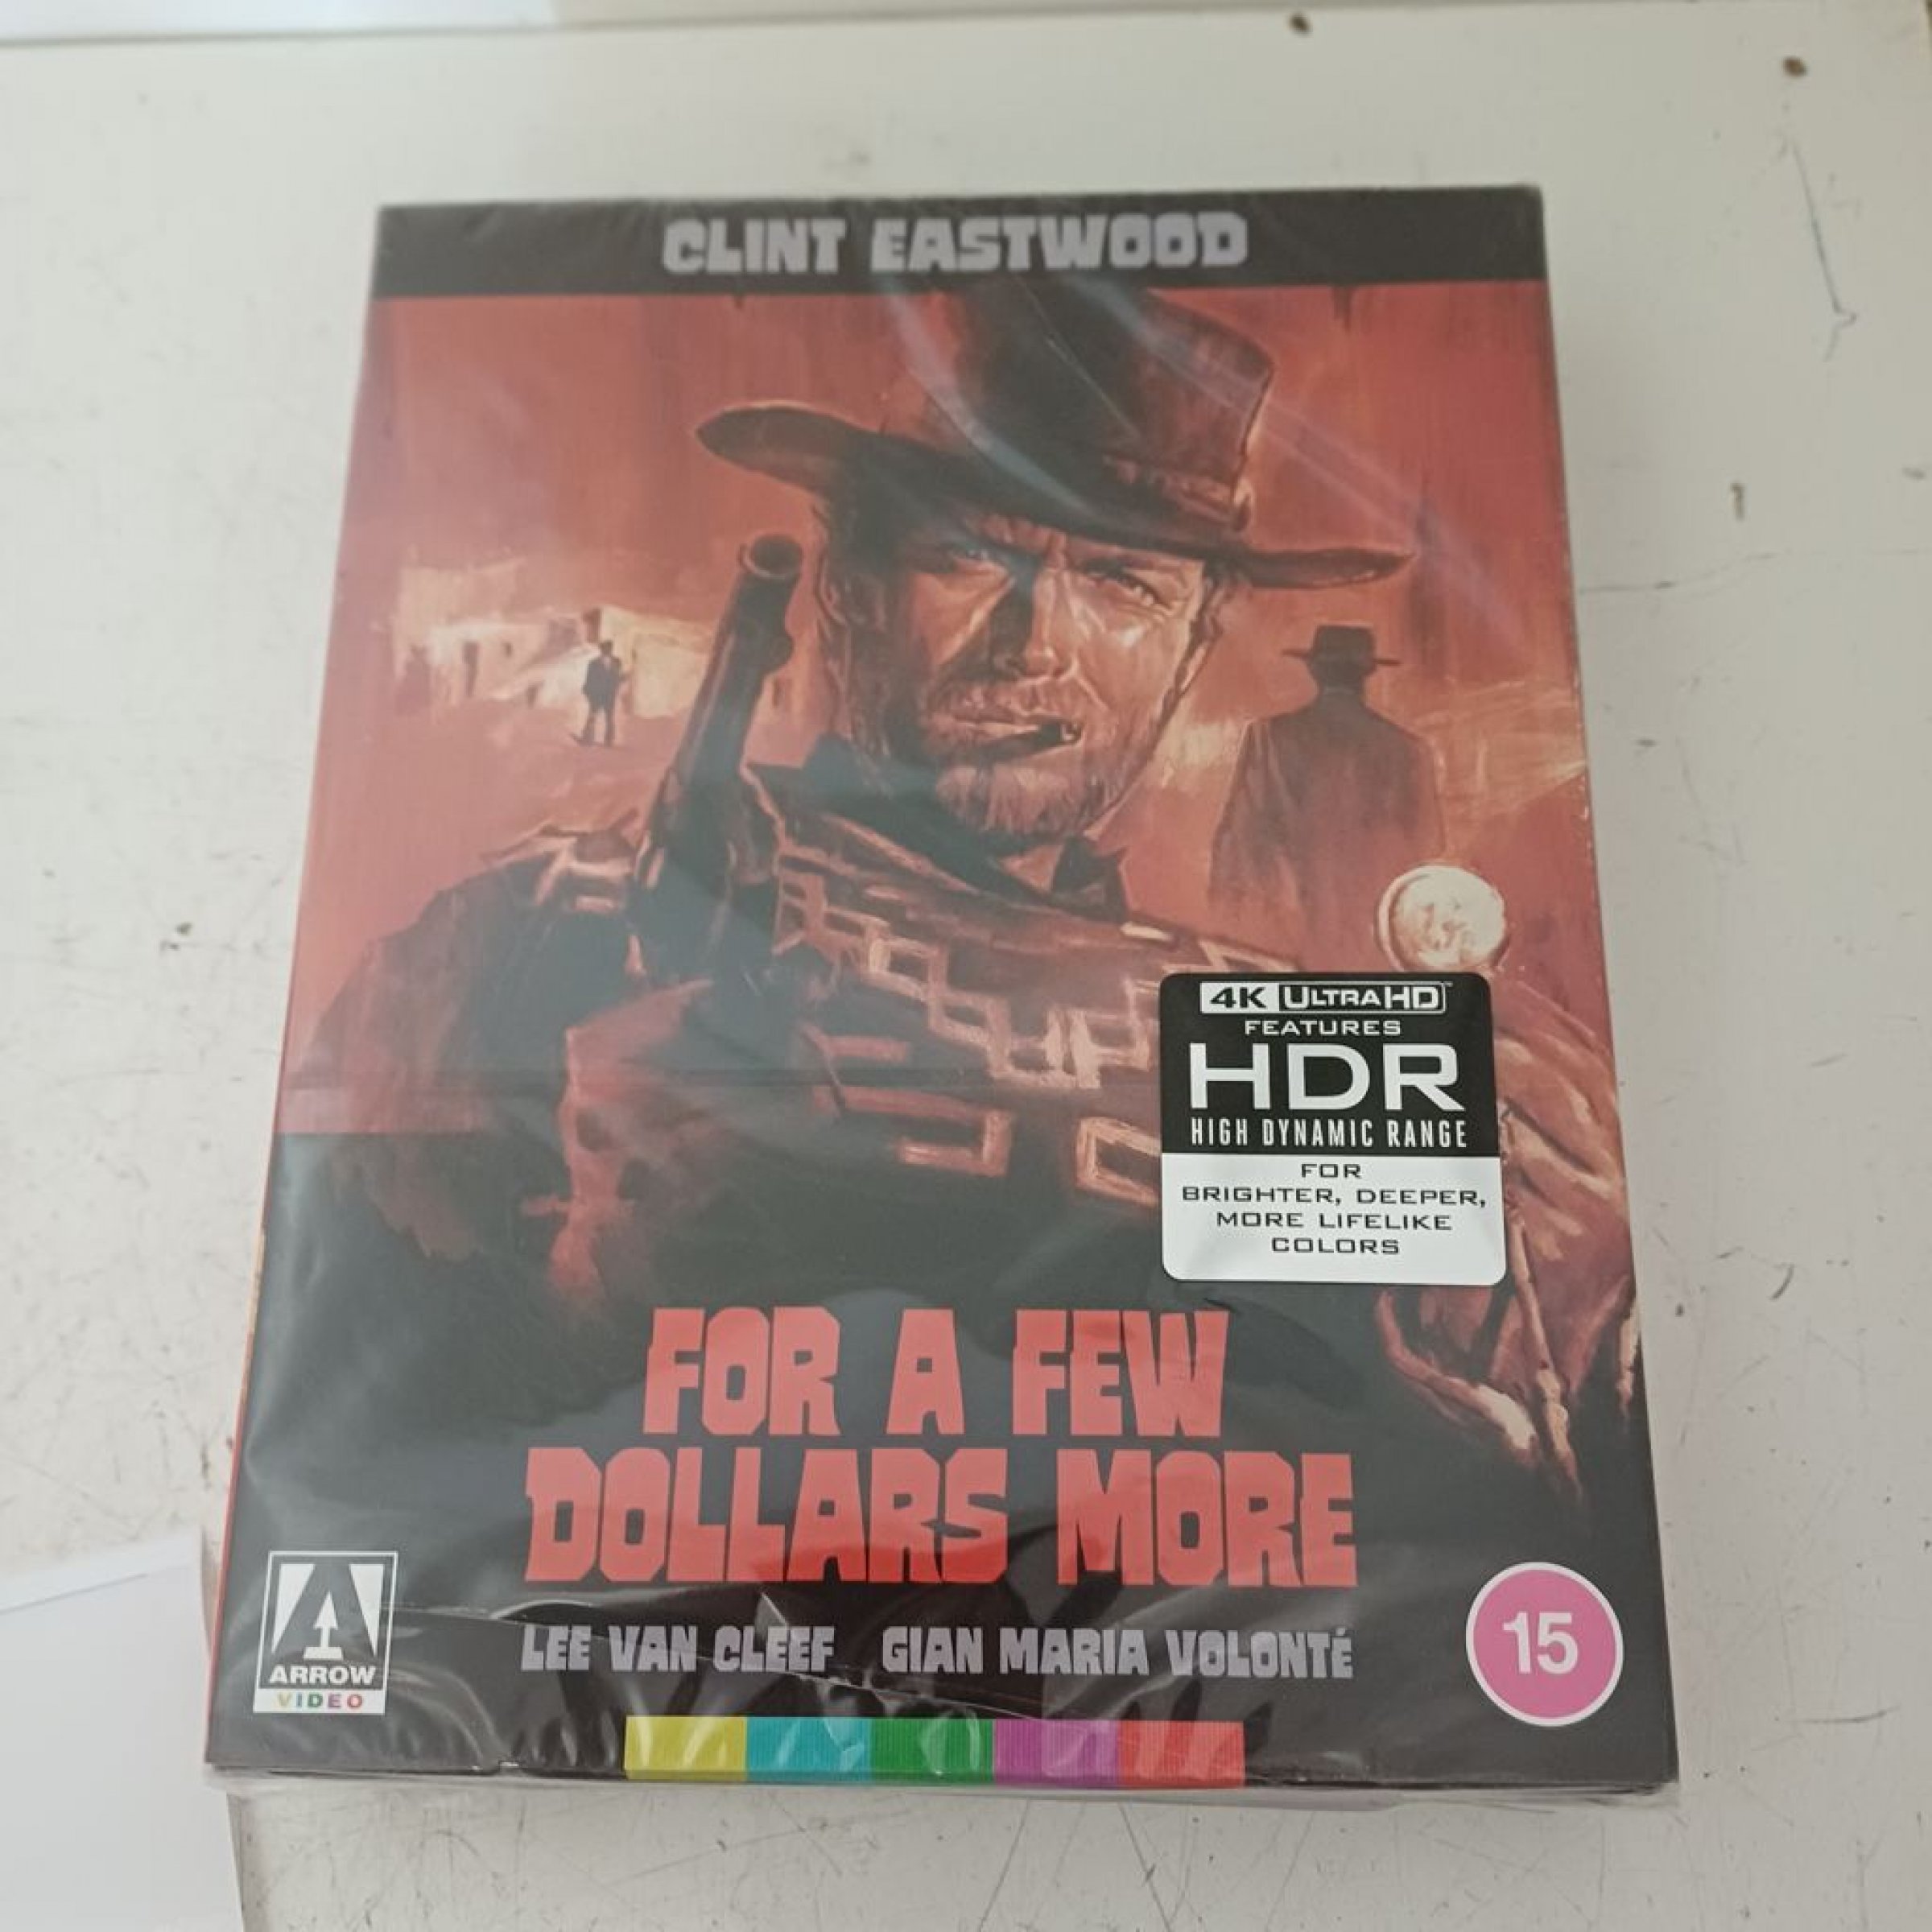 CLINT EASTWOOD
4K ULTRAHD™
FEATURES
HDR
HIGH DYNAMIC RANGE
FOR
BRIGHTER, DEEPER,
MORE LIFELIKE
COLORS
FOR A FEW
DOLLARS MORE
LEE VAN CLEEF GIAN MARIA VOLONTÉ
ARROW
VIDEO
15